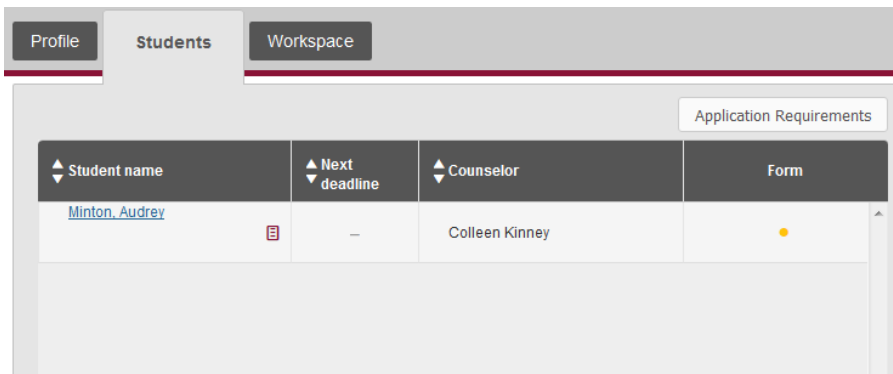 Profile Students Workspace
Application Requirements
Student name Next deadline Counselor Form
Minton, Audrey
– Colleen Kinney